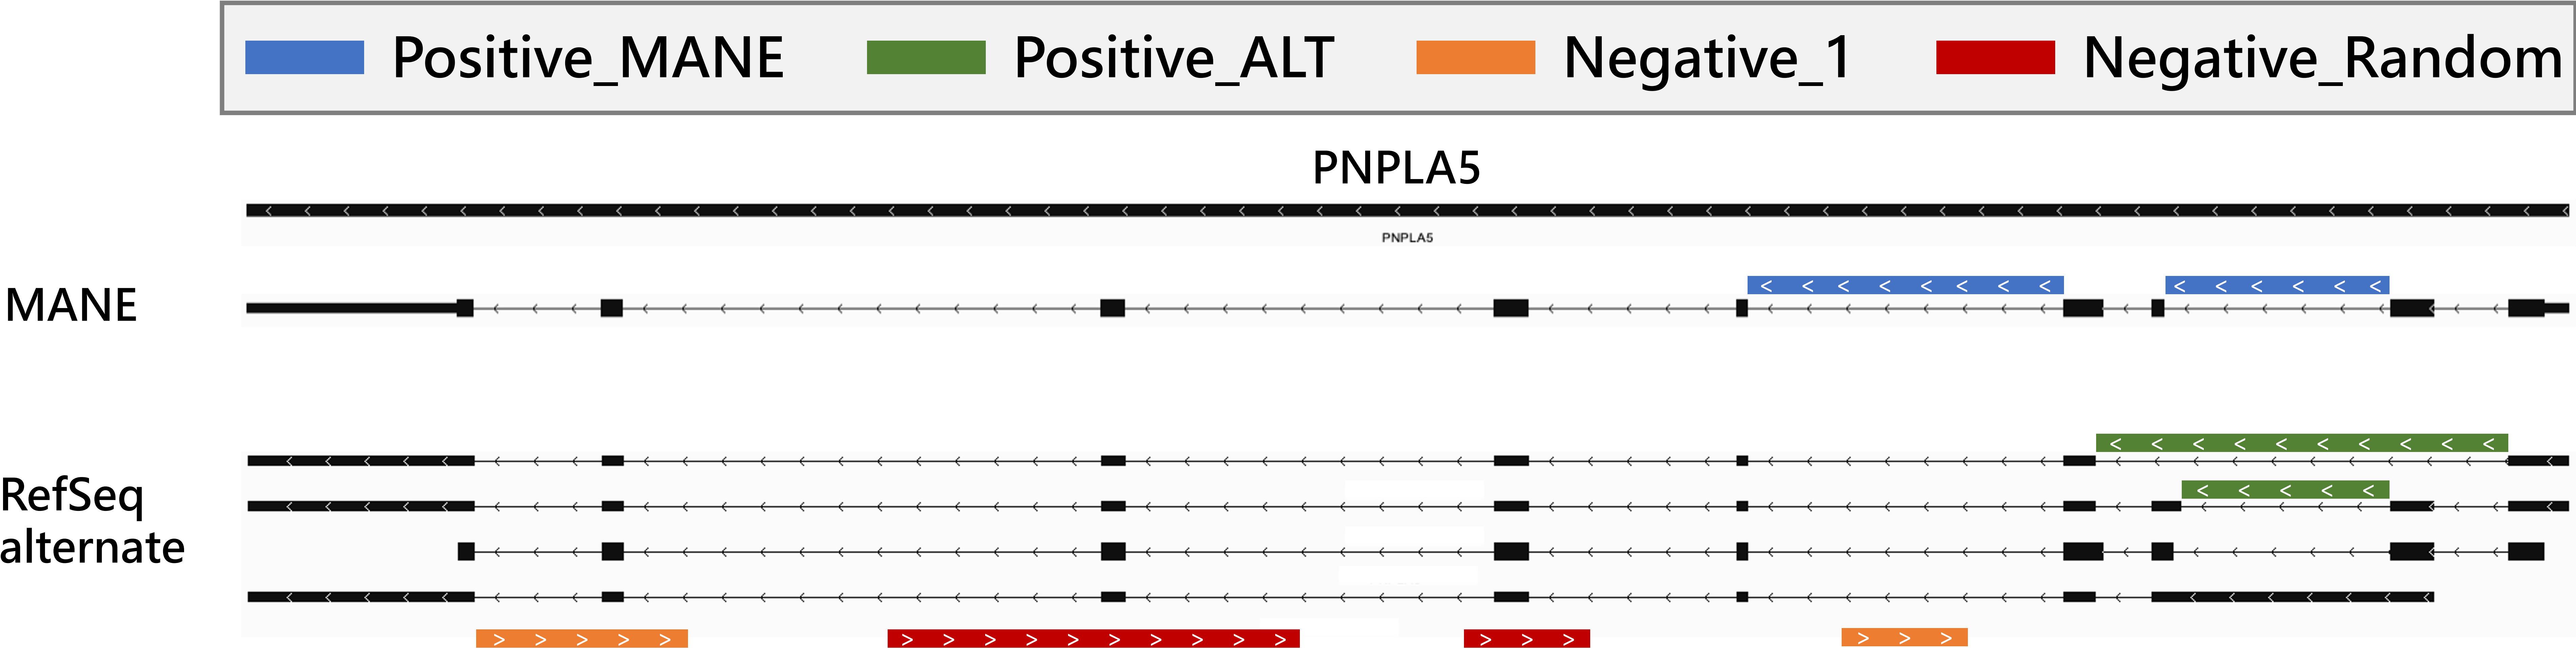 Positive_MANE Positive_ALT Negative_1 Negative_Random
PNPLA5
PNPLA5
MANE
RefSeq
alternate